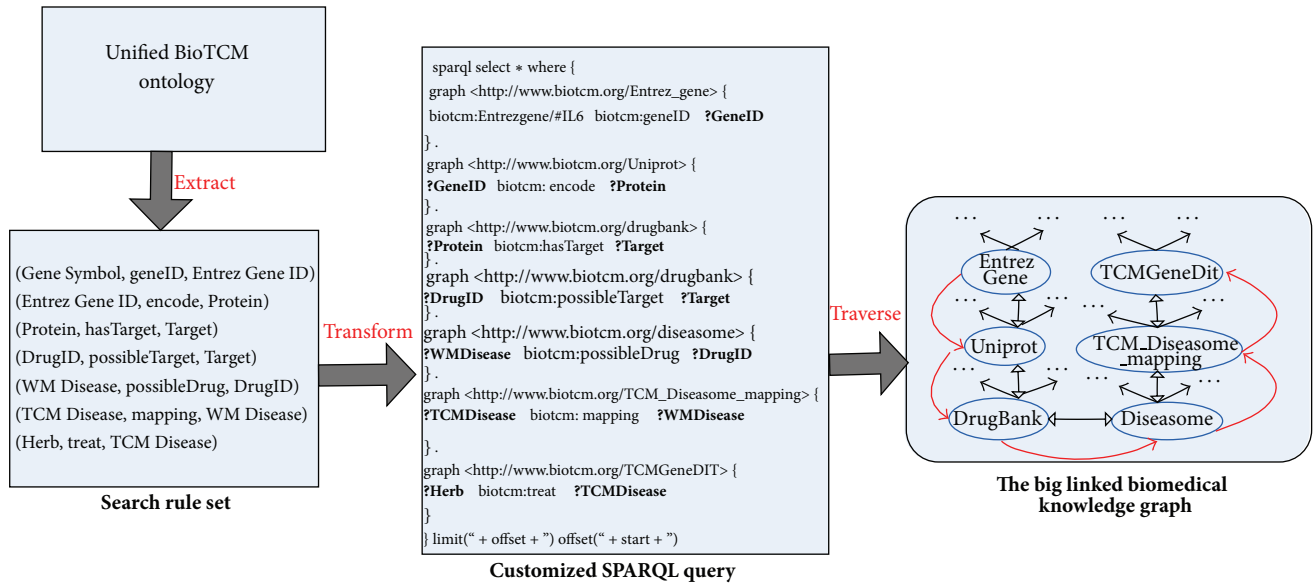 Unified BioTCM
ontology
Extract
(Gene Symbol, geneID, Entrez Gene ID)
(Entrez Gene ID, encode, Protein)
(Protein, hasTarget, Target)
(DrugID, possibleTarget, Target)
(WM Disease, possibleDrug, DrugID)
(TCM Disease, mapping, WM Disease)
(Herb, treat, TCM Disease)
Search rule set
Transform
sparql select * where {
graph <http://www.biotcm.org/Entrez_gene> {
biotcm:Entrezgene/#IL6 biotcm:geneID ?GeneID
} .
graph <http://www.biotcm.org/Uniprot> {
?GeneID biotcm: encode ?Protein
} .
graph <http://www.biotcm.org/drugbank> {
?Protein biotcm:hasTarget ?Target
} .
graph <http://www.biotcm.org/drugbank> {
?DrugID biotcm:possibleTarget ?Target
} .
graph <http://www.biotcm.org/diseasome> {
?WMDisease biotcm:possibleDrug ?DrugID
} .
graph <http://www.biotcm.org/TCM_Diseasome_mapping> {
?TCMDisease biotcm: mapping ?WMDisease
} .
graph <http://www.biotcm.org/TCMGeneDIT> {
?Herb biotcm:treat ?TCMDisease
}
} limit(“ + offset + ”) offset(“ + start + ”)
Customized SPARQL query
Traverse
... ... ... ...
Entrez
Gene
TCMGeneDit
... ... ... ...
Uniprot
TCM_Diseasome
_mapping
... ... ... ...
DrugBank
Diseasome
The big linked biomedical
knowledge graph